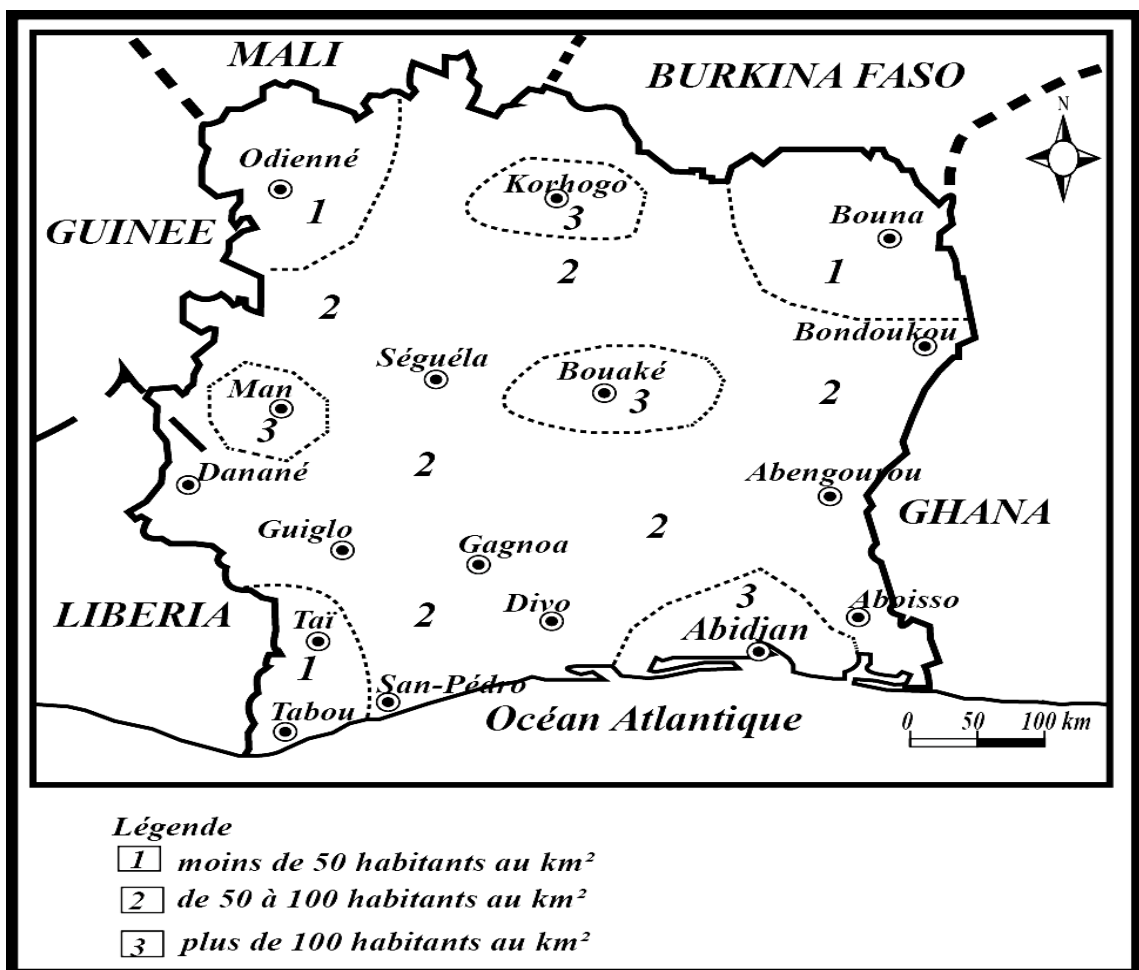 MALI
BURKINA FASO
N
Odienné
1
Korhogo
3
Bouna
1
GUINEE
2
2
Bondoukou
Séguéla
Bouaké
3
2
Man
3
Danané
2
Abengourou
GHANA
Guiglo
Gagnoa
2
LIBERIA
Taï
1
2
Divo
3
Abidjan
Aboisso
San-Pédro
Tabou
Océan Atlantique
0 50 100 km
Légende
1 moins de 50 habitants au km²
2 de 50 à 100 habitants au km²
3 plus de 100 habitants au km²